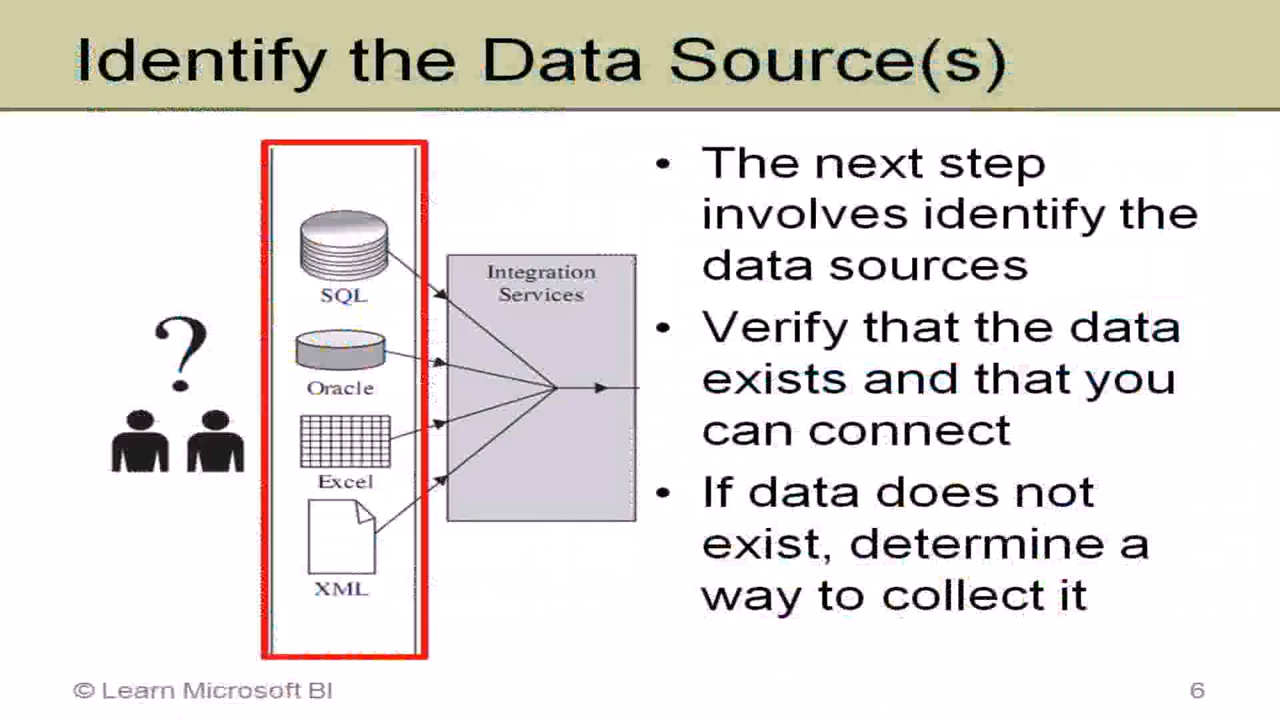 Identify the Data Source(s)
SQL
Oracle
Excel
XML
Integration
Services
?
• The next step
involves identify the
data sources
• Verify that the data
exists and that you
can connect
• If data does not
exist, determine a
way to collect it
© Learn Microsoft BI
6